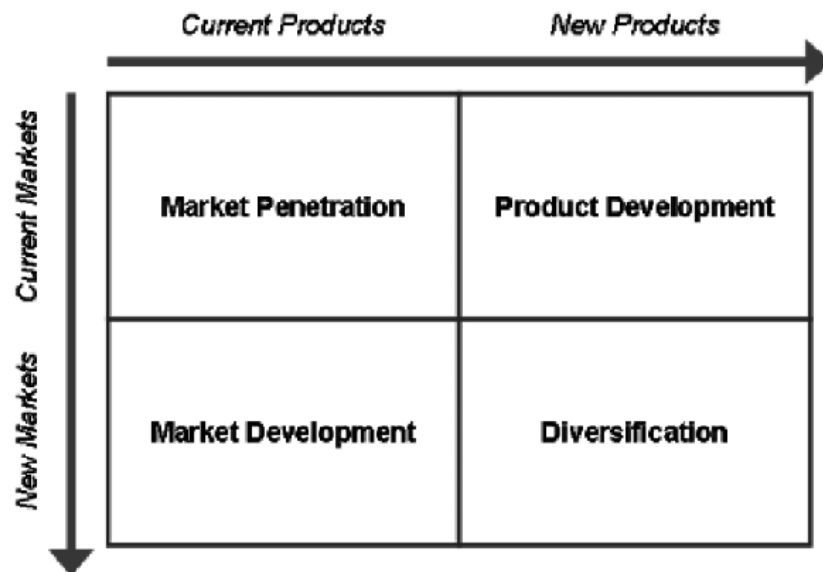 Current Products
New Products
Current Markets
Market Penetration
Product Development
New Markets
Market Development
Diversification